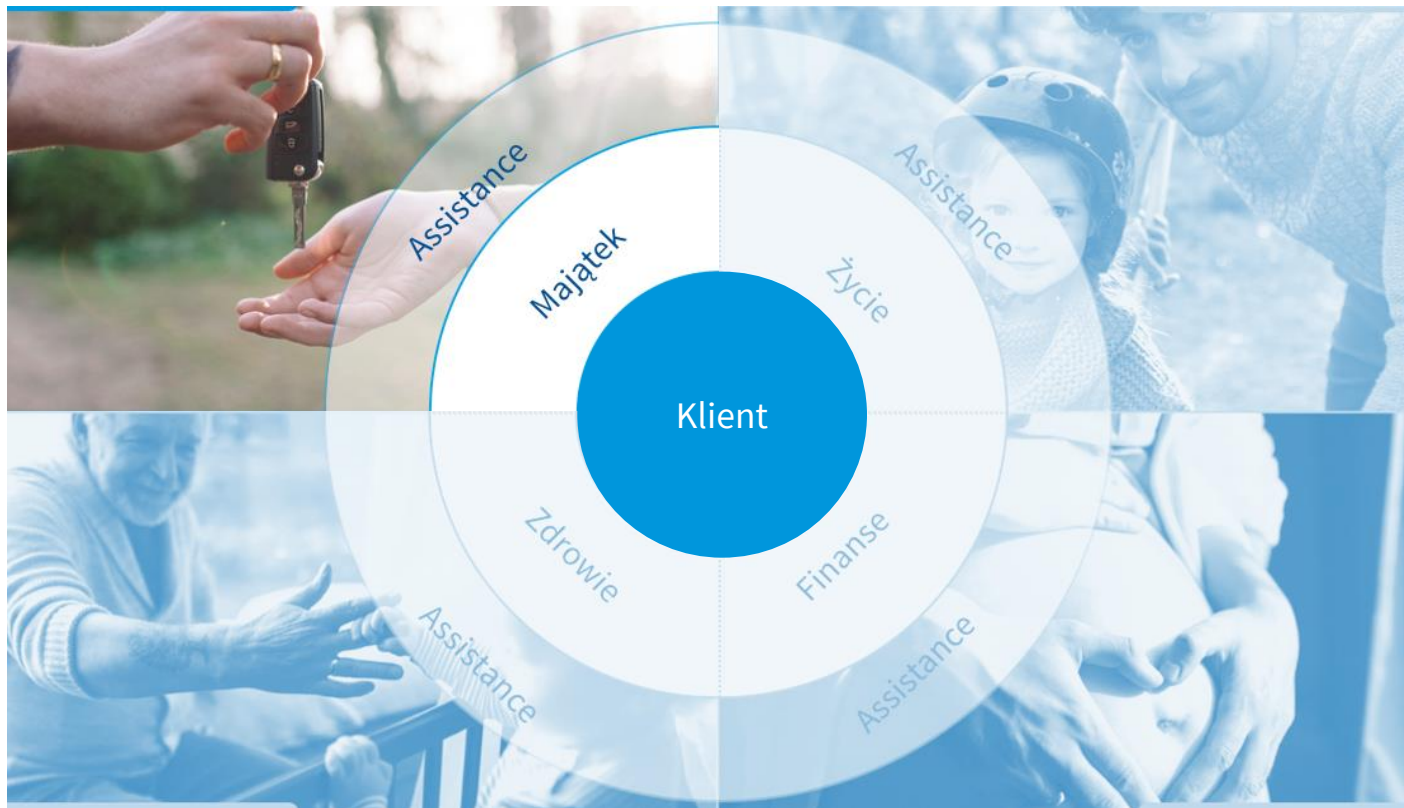 Assistance
Majątek
Assistance
Życie
Klient
Zdrowie
Assistance
Finanse
Assistance